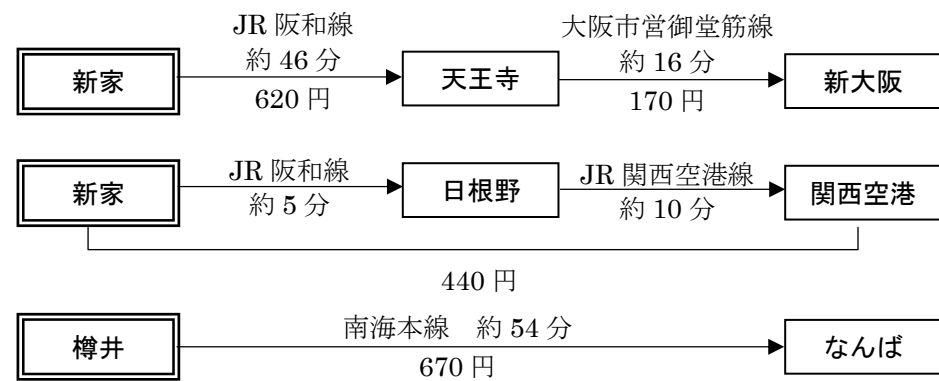 JR 阪和線
大阪市営御堂筋線
約 46 分
約 16 分
新家
天王寺
新大阪
620 円
170 円
JR 阪和線
JR 関西空港線
新家
日根野
関西空港
約 5 分
約 10 分
440 円
南海本線 約 54 分
樽井
なんば
670 円